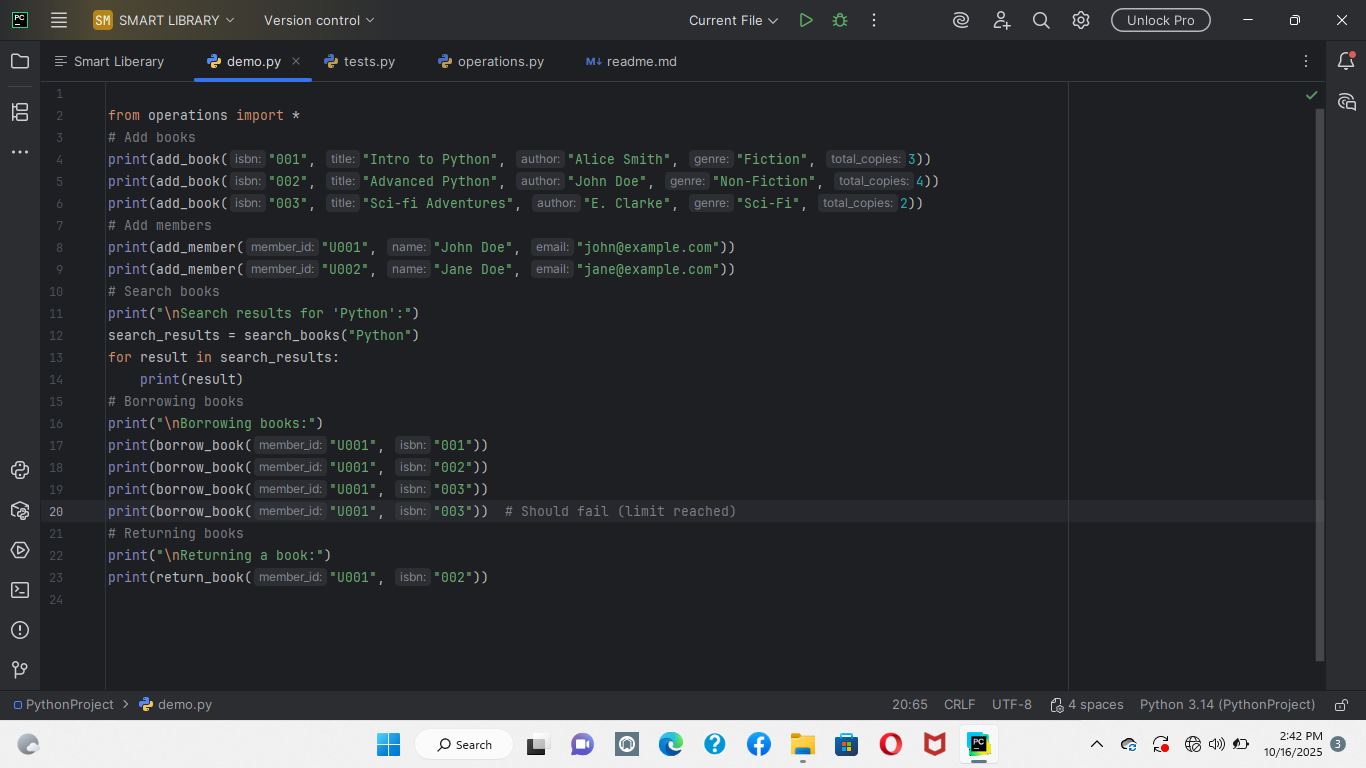 PC
SM SMART LIBRARY Version control Current File Unlock Pro
Smart Liberary demo.py tests.py operations.py M↓ readme.md
1
2 from operations import *
3 # Add books
4 print(add_book( isbn: "001", title: "Intro to Python", author: "Alice Smith", genre: "Fiction", total_copies: 3))
5 print(add_book( isbn: "002", title: "Advanced Python", author: "John Doe", genre: "Non-Fiction", total_copies: 4))
6 print(add_book( isbn: "003", title: "Sci-fi Adventures", author: "E. Clarke", genre: "Sci-Fi", total_copies: 2))
7 # Add members
8 print(add_member( member_id: "U001", name: "John Doe", email: "john@example.com"))
9 print(add_member( member_id: "U002", name: "Jane Doe", email: "jane@example.com"))
10 # Search books
11 print("\nSearch results for 'Python':")
12 search_results = search_books("Python")
13 for result in search_results:
14 print(result)
15 # Borrowing books
16 print("\nBorrowing books:")
17 print(borrow_book( member_id: "U001", isbn: "001"))
18 print(borrow_book( member_id: "U001", isbn: "002"))
19 print(borrow_book( member_id: "U001", isbn: "003"))
20 print(borrow_book( member_id: "U001", isbn: "003")) # Should fail (limit reached)
21 # Returning books
22 print("\nReturning a book:")
23 print(return_book( member_id: "U001", isbn: "002"))
24
PythonProject > demo.py 20:65 CRLF UTF-8 4 spaces Python 3.14 (PythonProject)
Search PC 2:42 PM
10/16/2025 3